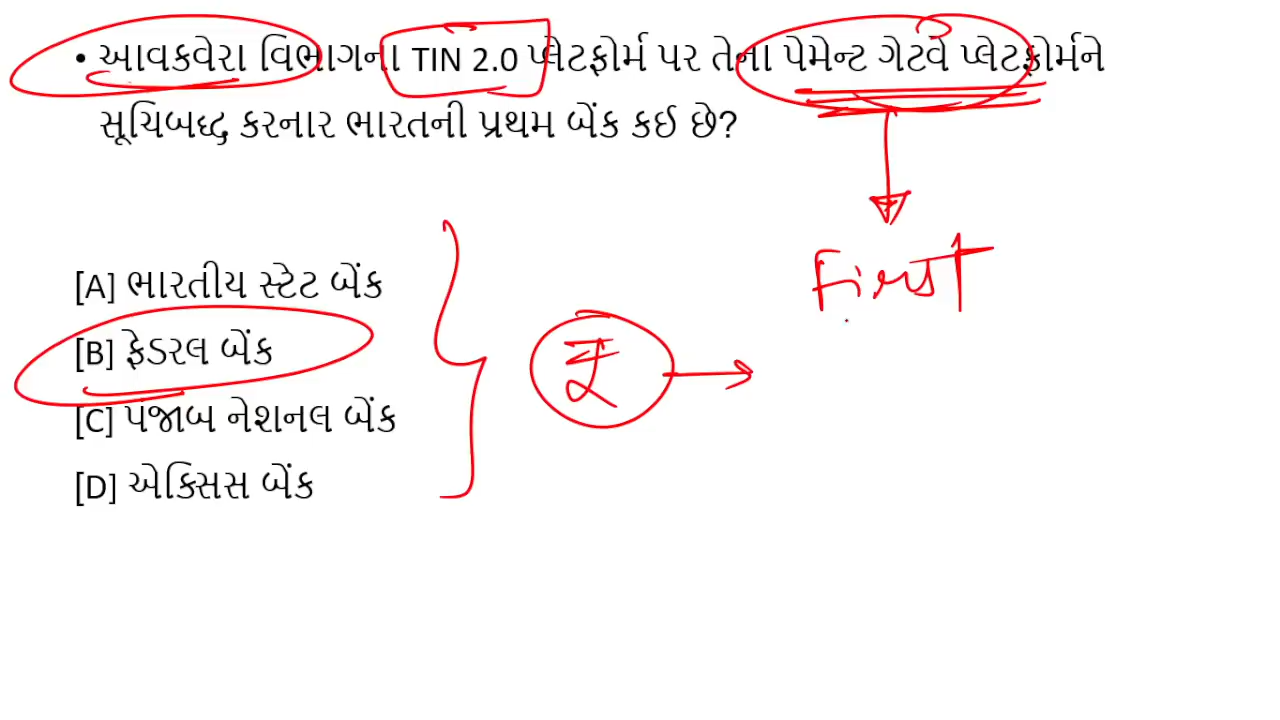 • આવકવેરા વિભાગના TIN 2.0 પ્લેટફોર્મ પર તેના પેમેન્ટ ગેટવે પ્લેટફોર્મને
સૂચિબદ્ધ કરનાર ભારતની પ્રથમ બેંક કઈ છે?
First
[A] ભારતીય સ્ટેટ બેંક
[B] ફેડરલ બેંક
₹
[C] પંજાબ નેશનલ બેંક
[D] એક્સિસ બેંક